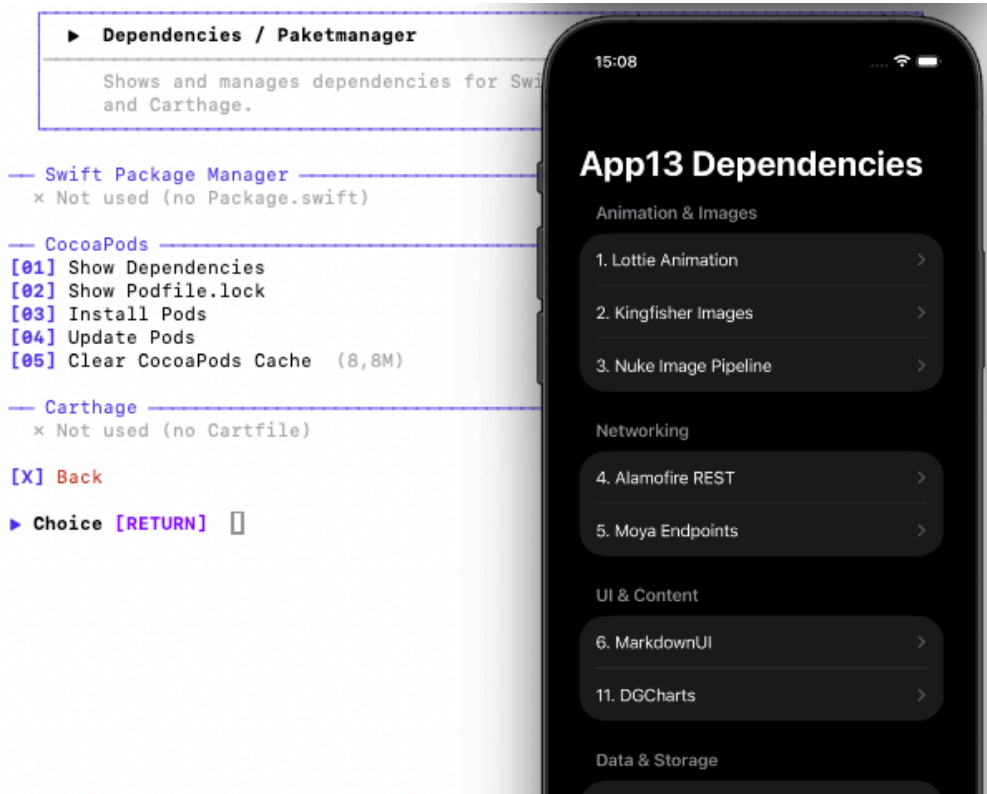 ▶ Dependencies / Paketmanager
Shows and manages dependencies for Swi
and Carthage.
Swift Package Manager
× Not used (no Package.swift)
CocoaPods
[01] Show Dependencies
[02] Show Podfile.lock
[03] Install Pods
[04] Update Pods
[05] Clear CocoaPods Cache (8,8M)
Carthage
× Not used (no Cartfile)
[X] Back
▶ Choice [RETURN]
15:08
App13 Dependencies
Animation & Images
1. Lottie Animation
2. Kingfisher Images
3. Nuke Image Pipeline
Networking
4. Alamofire REST
5. Moya Endpoints
UI & Content
6. MarkdownUI
11. DGCharts
Data & Storage